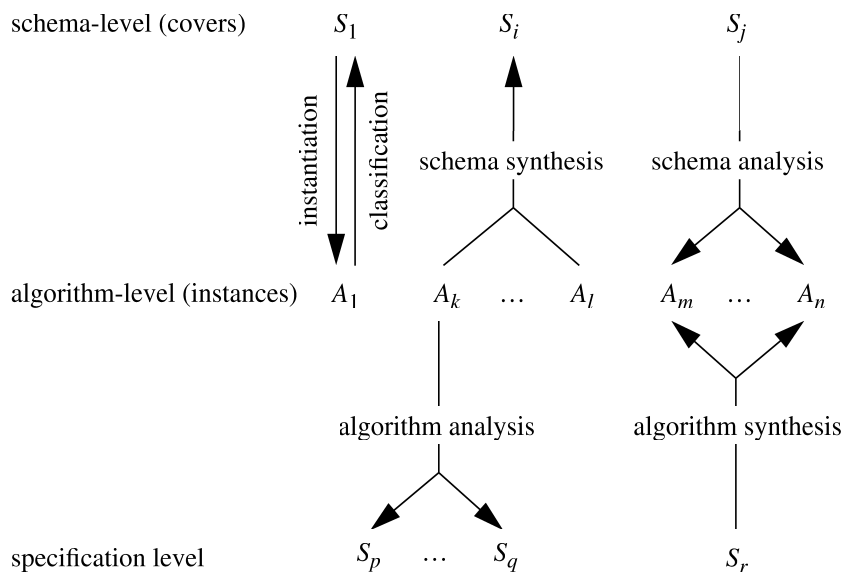 schema-level (covers) S1 Si Sj
instantiation
classification
schema synthesis schema analysis
algorithm-level (instances) A1 Ak ... Al Am ... An
algorithm analysis algorithm synthesis
specification level Sp ... Sq Sr